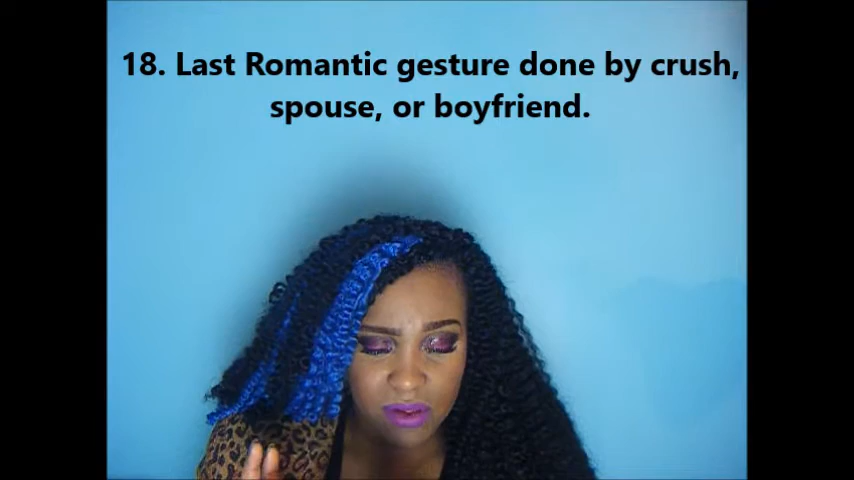 18. Last Romantic gesture done by crush,
spouse, or boyfriend.